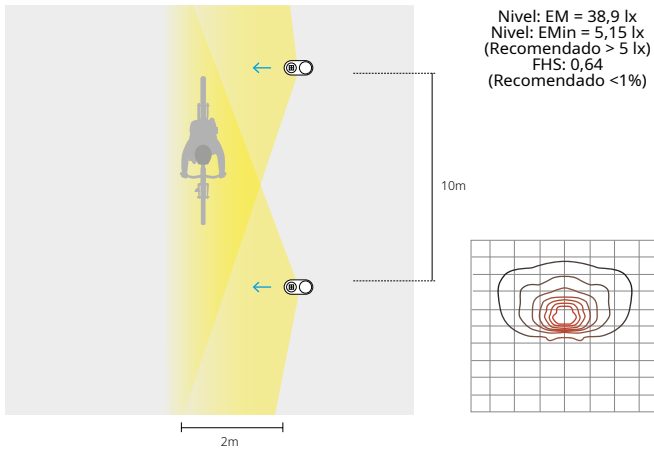 Nivel: EM = 38,9 lx
Nivel: EMin = 5,15 lx
(Recomendado > 5 lx)
FHS: 0,64
(Recomendado <1%)
10m
2m